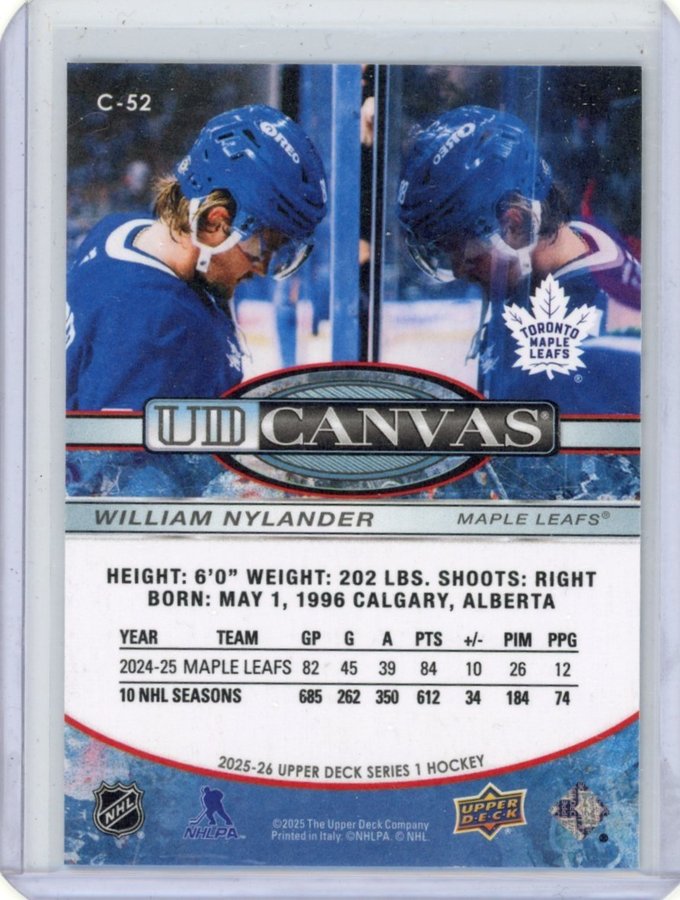 C-52
OREO
OREO
TORONTO
MAPLE
LEAFS
®
UD CANVAS®
WILLIAM NYLANDER MAPLE LEAFS®
HEIGHT: 6'0" WEIGHT: 202 LBS. SHOOTS: RIGHT
BORN: MAY 1, 1996 CALGARY, ALBERTA
YEAR TEAM GP G A PTS +/- PIM PPG
2024-25 MAPLE LEAFS 82 45 39 84 10 26 12
10 NHL SEASONS 685 262 350 612 34 184 74
2025-26 UPPER DECK SERIES 1 HOCKEY
NHL
NHLPA
©2025 The Upper Deck Company
Printed in Italy. ©NHLPA. © NHL.
UPPER
D·E·C·K